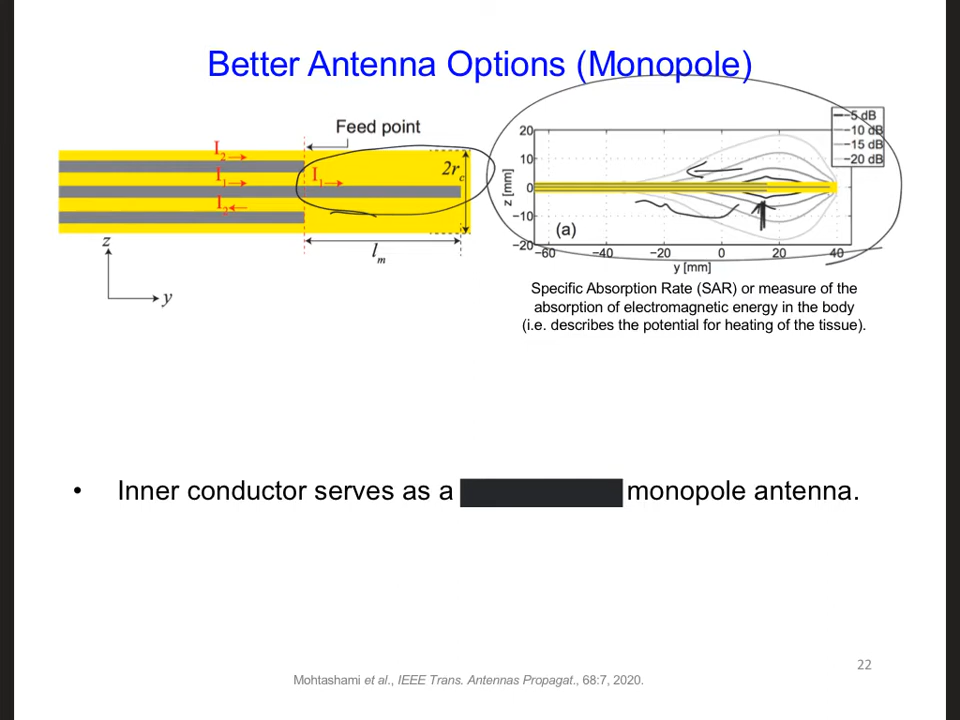 Better Antenna Options (Monopole)
Feed point
I2
I1
I1
I2
2rc
lm
z
y
-5 dB
-10 dB
-15 dB
-20 dB
20
10
0
-10
-20
z [mm]
(a)
-60 -40 -20 0 20 40
y [mm]
Specific Absorption Rate (SAR) or measure of the
absorption of electromagnetic energy in the body
(i.e. describes the potential for heating of the tissue).
• Inner conductor serves as a monopole antenna.
22
Mohtashami et al., IEEE Trans. Antennas Propagat., 68:7, 2020.